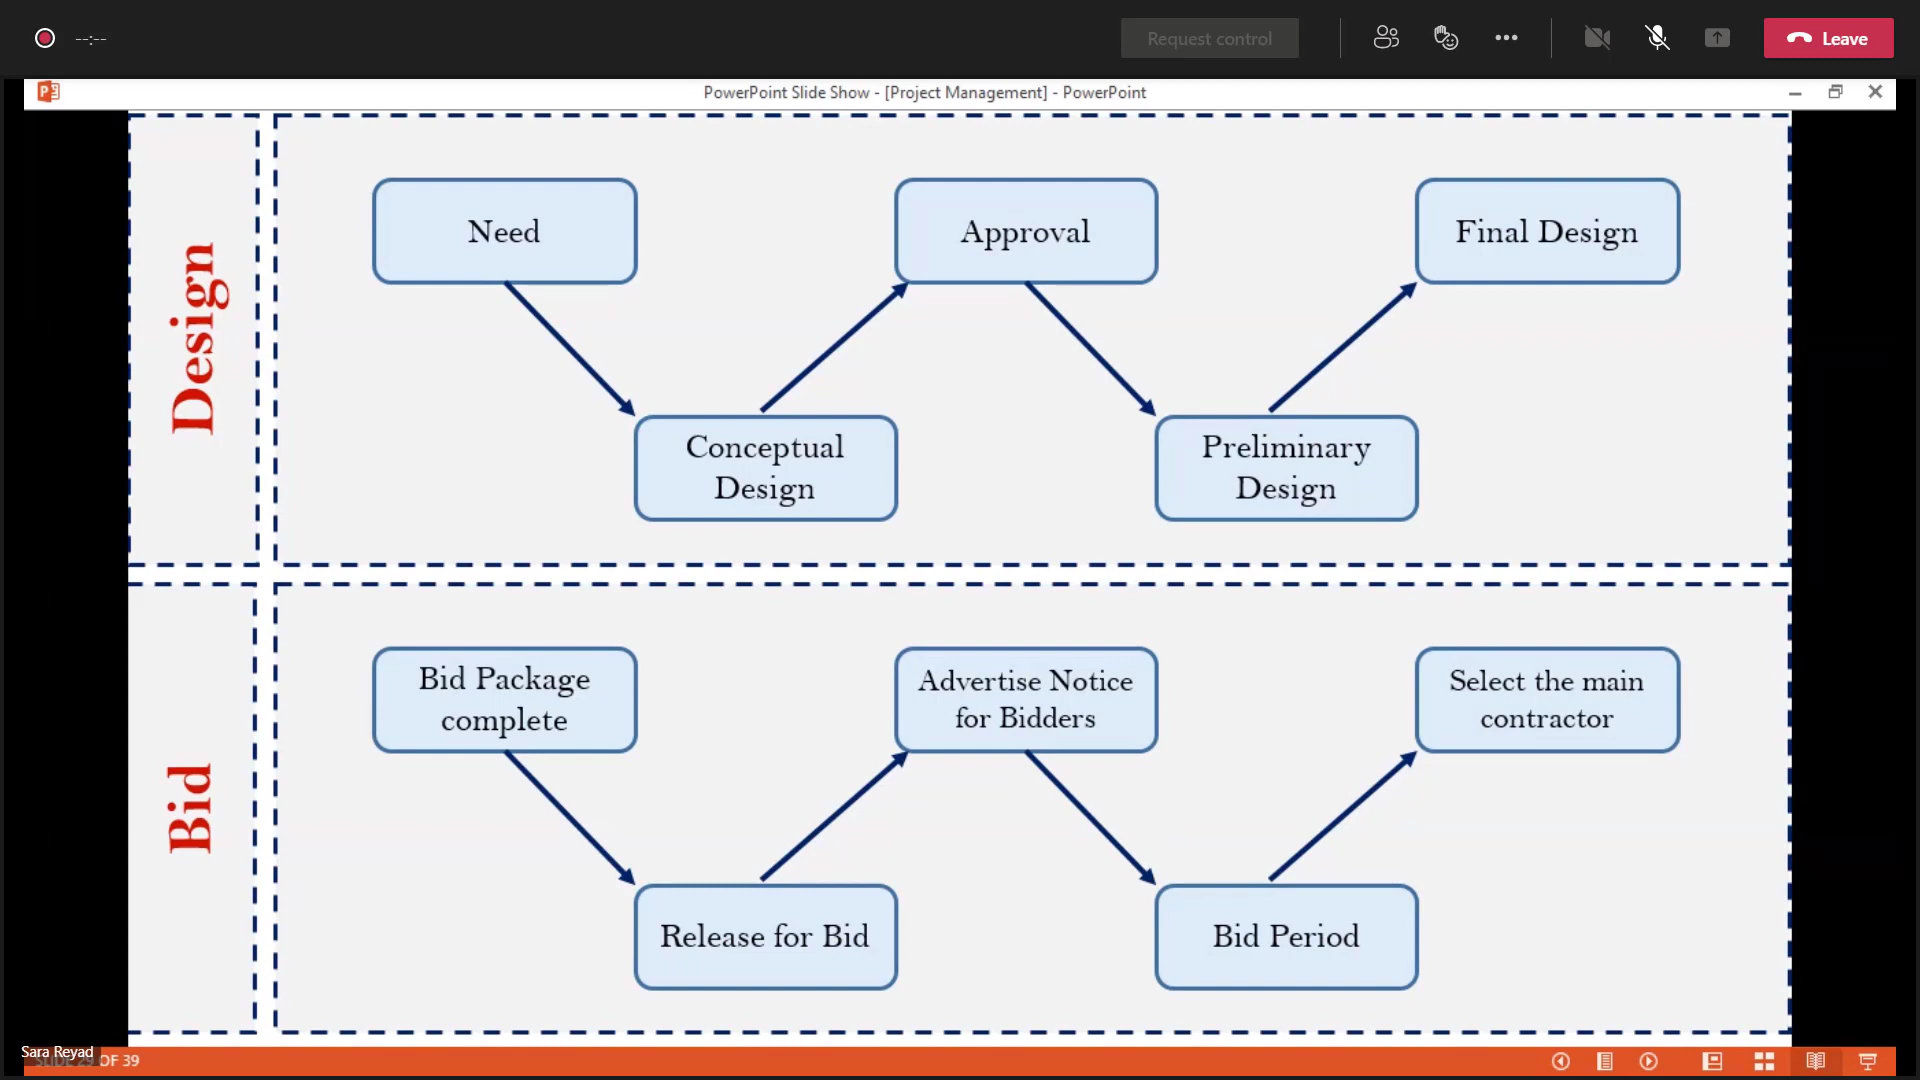 --:--
Request control
Leave
PowerPoint Slide Show - [Project Management] - PowerPoint
Design
Need
Approval
Final Design
Conceptual
Design
Preliminary
Design
Bid
Bid Package
complete
Advertise Notice
for Bidders
Select the main
contractor
Release for Bid
Bid Period
Sara Reyad
SLIDE 29 OF 39